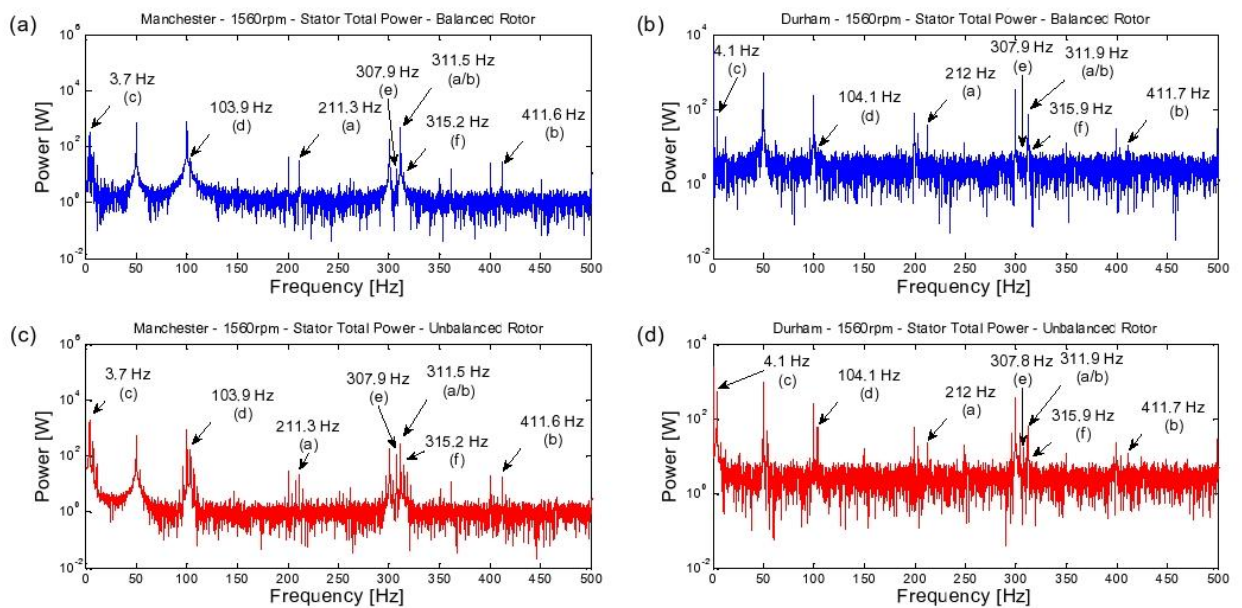 (a)
Manchester - 1560rpm - Stator Total Power - Balanced Rotor
10^6
10^4
10^2
10^0
10^-2
Power [W]
3.7 Hz
(c)
103.9 Hz
(d)
211.3 Hz
(a)
307.9 Hz
(e)
311.5 Hz
(a/b)
315.2 Hz
(f)
411.6 Hz
(b)
0 50 100 150 200 250 300 350 400 450 500
Frequency [Hz]
(b)
Durham - 1560rpm - Stator Total Power - Balanced Rotor
10^4
10^2
10^0
10^-2
Power [W]
4.1 Hz
(c)
104.1 Hz
(d)
212 Hz
(a)
307.9 Hz
(e)
311.9 Hz
(a/b)
315.9 Hz
(f)
411.7 Hz
(b)
0 50 100 150 200 250 300 350 400 450 500
Frequency [Hz]
(c)
Manchester - 1560rpm - Stator Total Power - Unbalanced Rotor
10^6
10^4
10^2
10^0
10^-2
Power [W]
3.7 Hz
(c)
103.9 Hz
(d)
211.3 Hz
(a)
307.9 Hz
(e)
311.5 Hz
(a/b)
315.2 Hz
(f)
411.6 Hz
(b)
0 50 100 150 200 250 300 350 400 450 500
Frequency [Hz]
(d)
Durham - 1560rpm - Stator Total Power - Unbalanced Rotor
10^4
10^2
10^0
10^-2
Power [W]
4.1 Hz
(c)
104.1 Hz
(d)
212 Hz
(a)
307.8 Hz
(e)
311.9 Hz
(a/b)
315.9 Hz
(f)
411.7 Hz
(b)
0 50 100 150 200 250 300 350 400 450 500
Frequency [Hz]